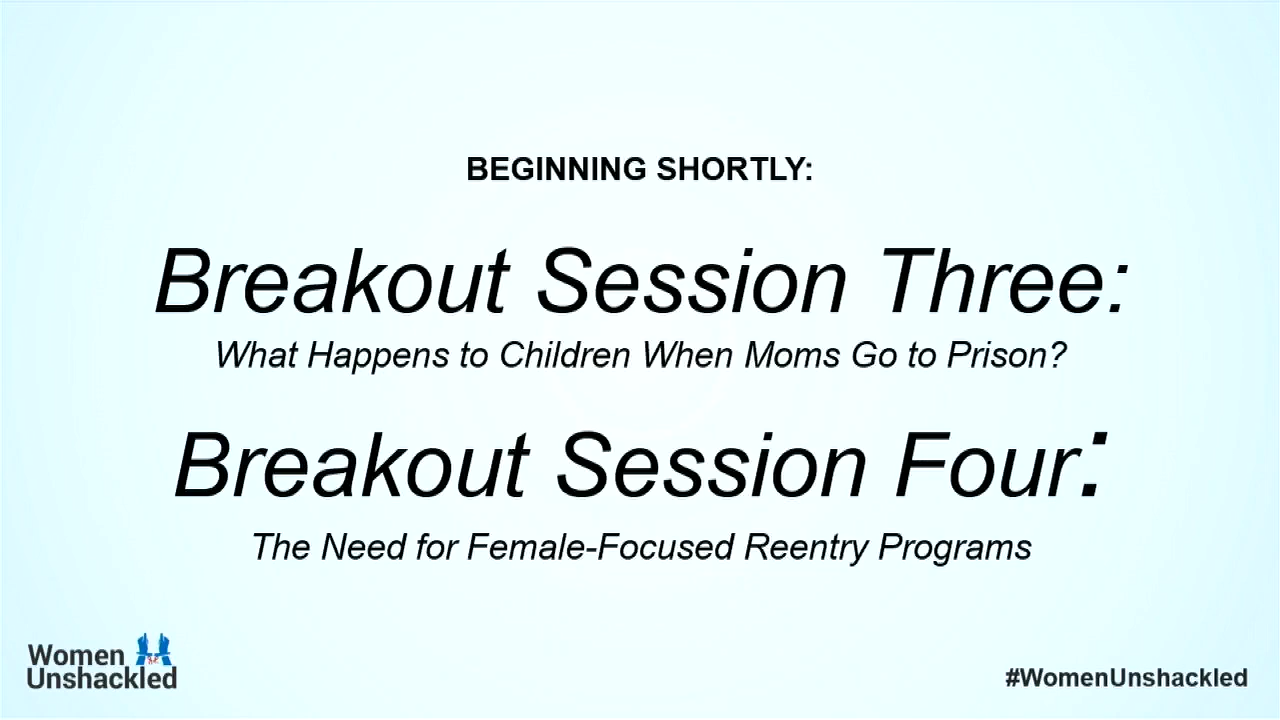 BEGINNING SHORTLY:
Breakout Session Three:
What Happens to Children When Moms Go to Prison?
Breakout Session Four:
The Need for Female-Focused Reentry Programs
Women
Unshackled
#WomenUnshackled